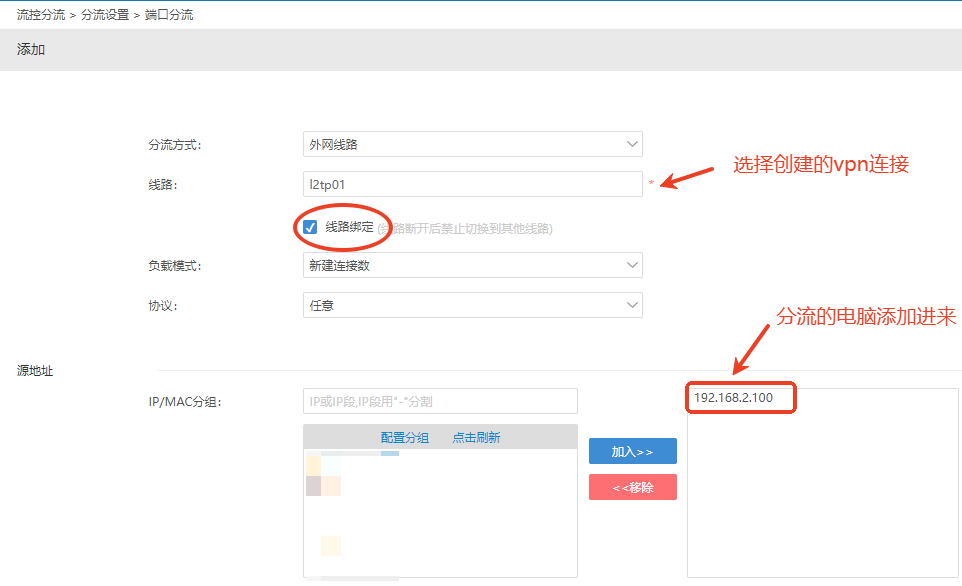 流控分流 > 分流设置 > 端口分流
添加
分流方式: 外网线路
选择创建的vpn连接
线路: l2tp01 *
线路绑定 (线路断开后禁止切换到其他线路)
负载模式: 新建连接数
协议: 任意
分流的电脑添加进来
源地址
IP/MAC分组: IP或IP段,IP段用"-"分割
192.168.2.100
配置分组 点击刷新
加入>>
<<移除